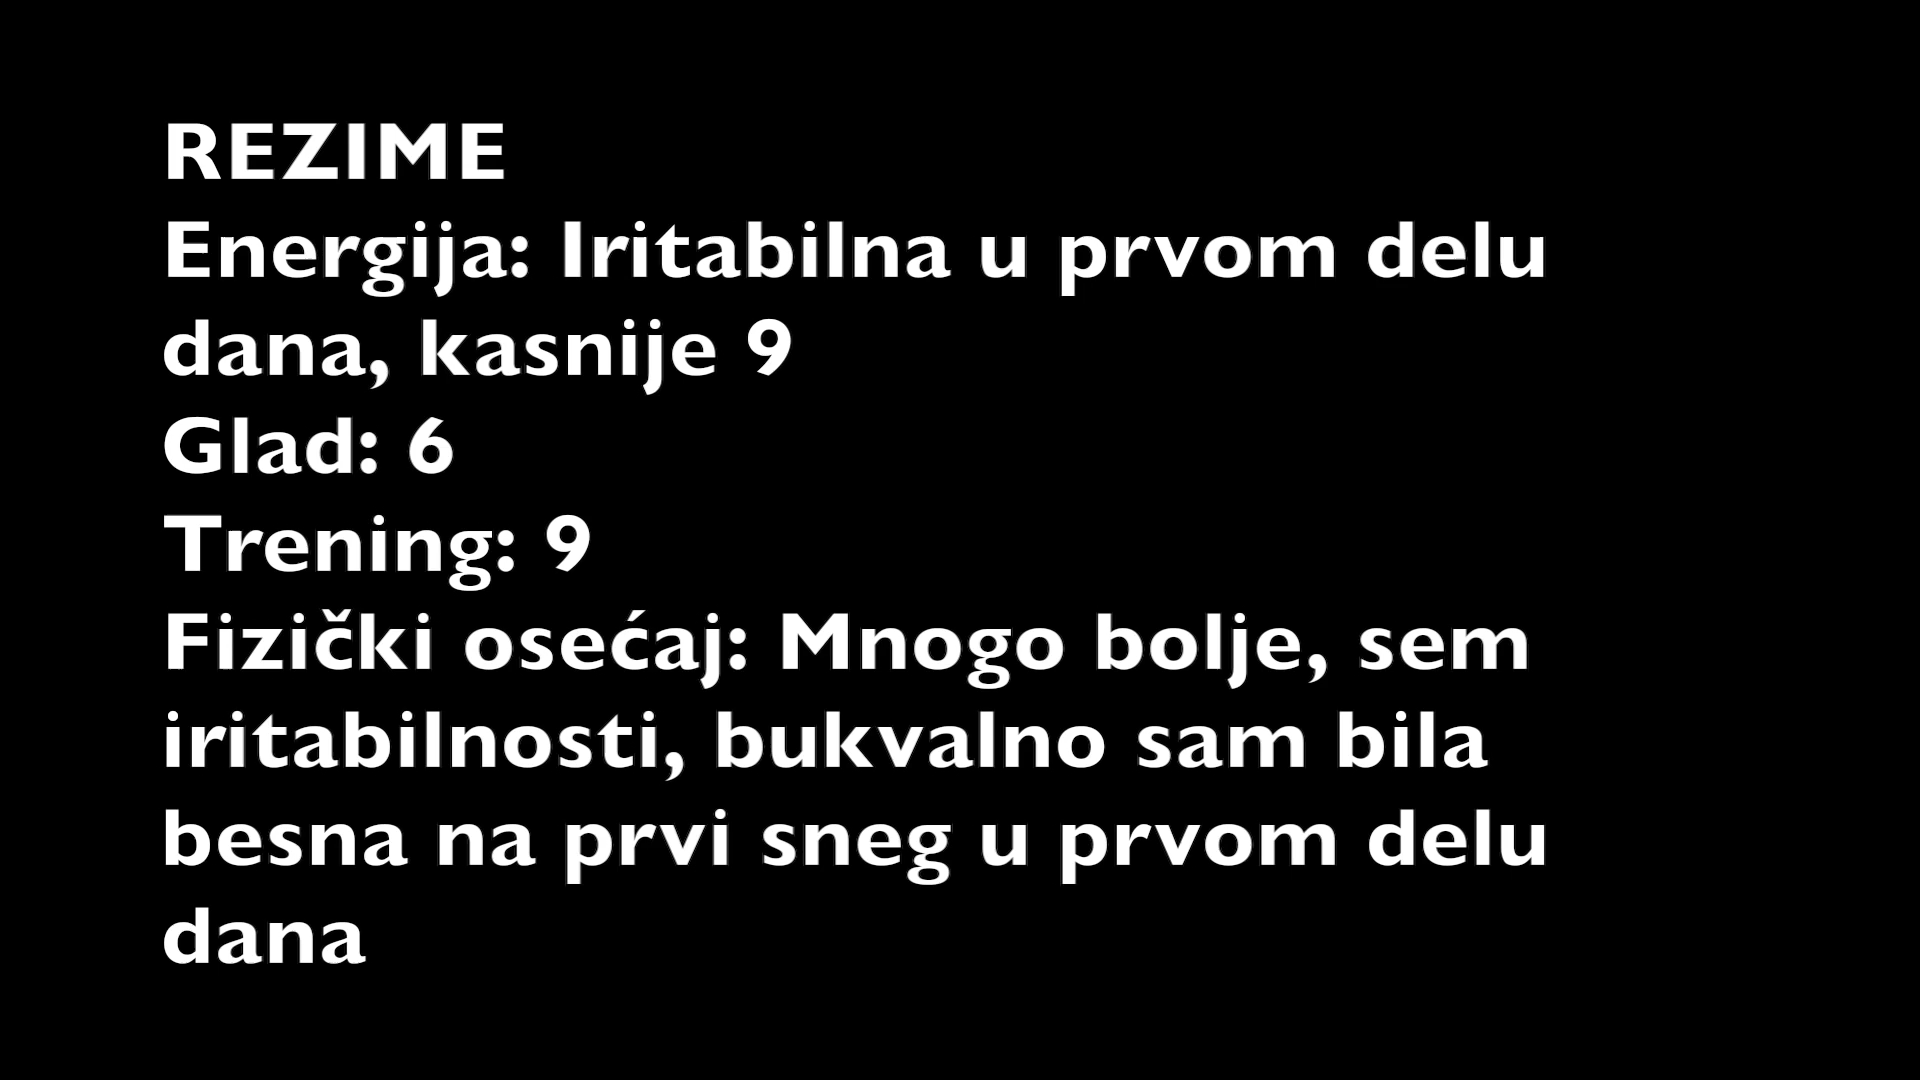 REZIME
Energija: Iritabilna u prvom delu
dana, kasnije 9
Glad: 6
Trening: 9
Fizički osećaj: Mnogo bolje, sem
iritabilnosti, bukvalno sam bila
besna na prvi sneg u prvom delu
dana